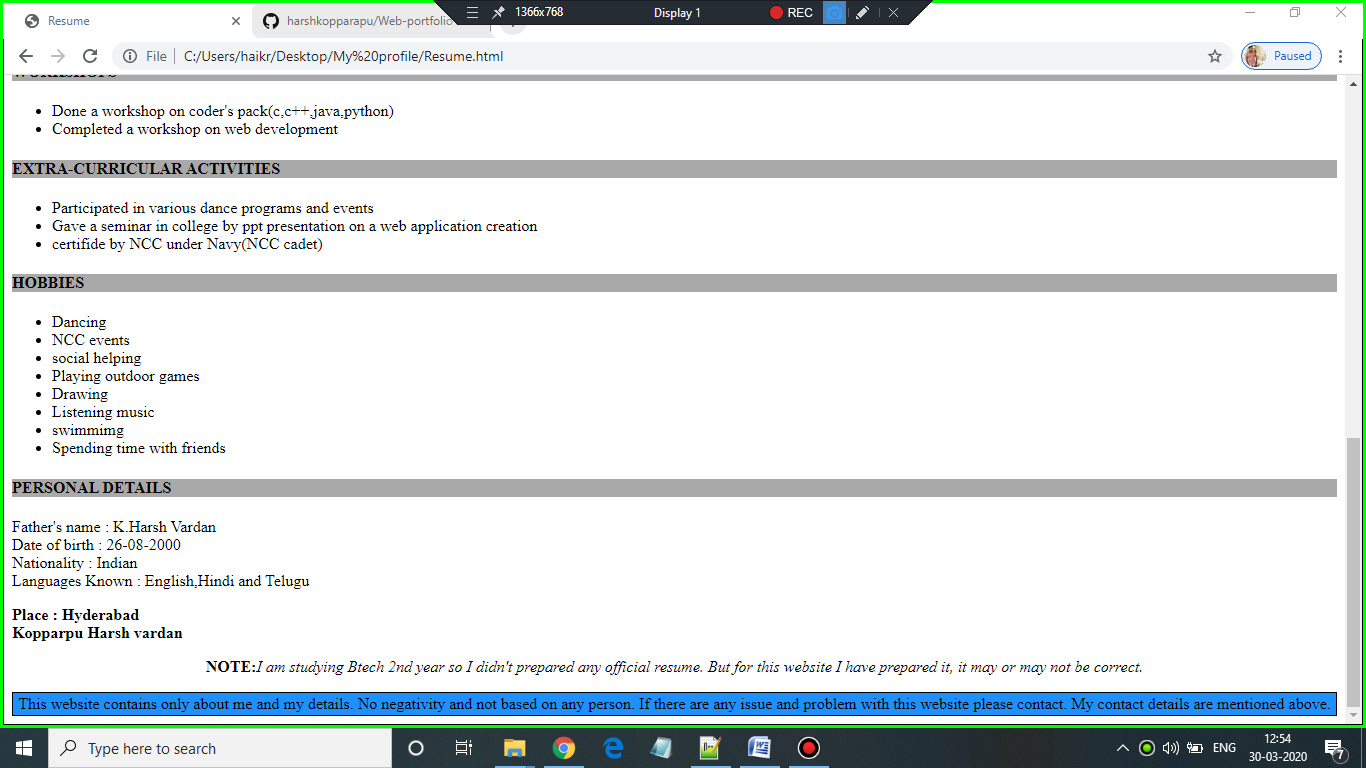 1366x768
Display 1
REC
Resume
harshkopparapu/Web-portfolio
File
C:/Users/haikr/Desktop/My%20profile/Resume.html
Paused
WORKSHOPS
Done a workshop on coder's pack(c,c++,java,python)
Completed a workshop on web development
EXTRA-CURRICULAR ACTIVITIES
Participated in various dance programs and events
Gave a seminar in college by ppt presentation on a web application creation
certifide by NCC under Navy(NCC cadet)
HOBBIES
Dancing
NCC events
social helping
Playing outdoor games
Drawing
Listening music
swimmimg
Spending time with friends
PERSONAL DETAILS
Father's name : K.Harsh Vardan
Date of birth : 26-08-2000
Nationality : Indian
Languages Known : English,Hindi and Telugu
Place : Hyderabad
Kopparpu Harsh vardan
NOTE:I am studying Btech 2nd year so I didn't prepared any official resume. But for this website I have prepared it, it may or may not be correct.
This website contains only about me and my details. No negativity and not based on any person. If there are any issue and problem with this website please contact. My contact details are mentioned above.
Type here to search
ENG
12:54
30-03-2020
7